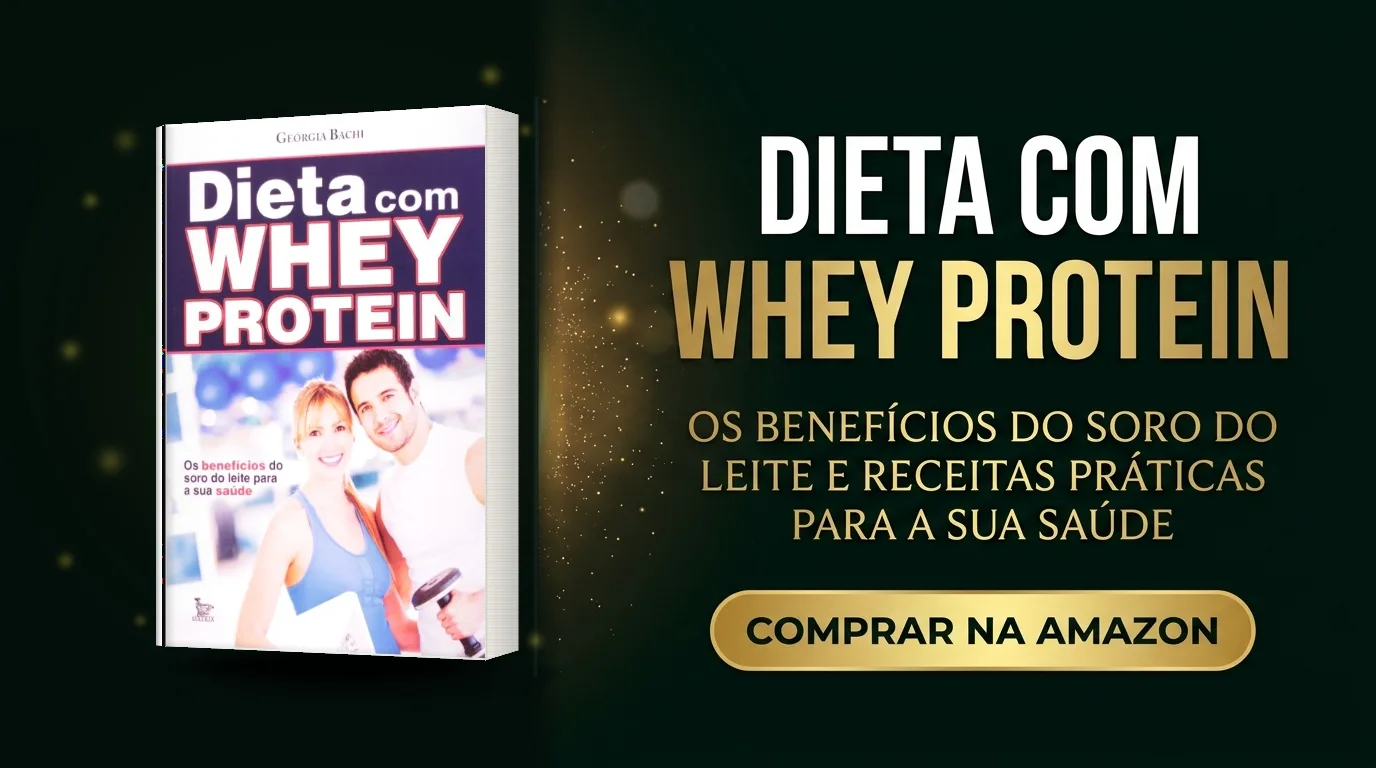 GEÓRGIA BACHI
Dieta com
WHEY
PROTEIN
Os benefícios do
soro do leite para
a sua saúde
MATRIX
DIETA COM
WHEY PROTEIN
OS BENEFÍCIOS DO SORO DO
LEITE E RECEITAS PRÁTICAS
PARA A SUA SAÚDE
COMPRAR NA AMAZON